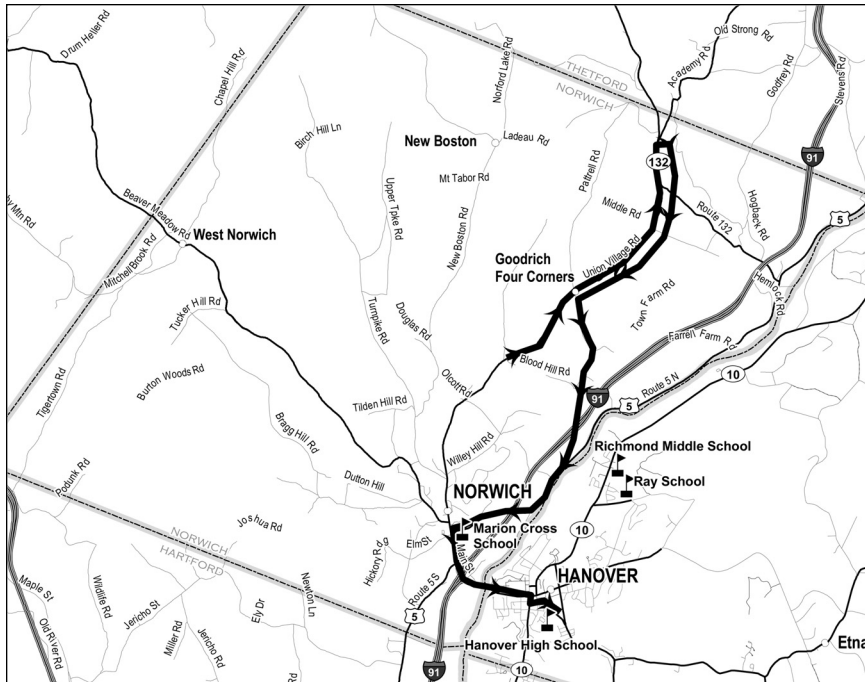 Drum Heller Rd
Chapel Hill Rd
Norford Lake Rd
Old Strong Rd
Academy Rd
Godfrey Rd
Stevens Rd
THETFORD
NORWICH
Birch Hill Ln
New Boston
Ladeau Rd
132
91
Pattrell Rd
Mt Tabor Rd
Upper Tpke Rd
Middle Rd
Hogback Rd
Beaver Meadow Rd
by Mtn Rd
West Norwich
Route 132
5
New Boston Rd
Union Village Rd
Mitchell Brook Rd
Goodrich
Four Corners
Hemlock Rd
Tucker Hill Rd
Turnpike Rd
Douglas Rd
Town Farm Rd
Farrell Farm Rd
Blood Hill Rd
Burton Woods Rd
Olcott Rd
10
Tigertown Rd
91
Route 5 N
5
Tilden Hill Rd
Bragg Hill Rd
Willey Hill Rd
Richmond Middle School
Podunk Rd
Dutton Hill
Ray School
NORWICH
Joshua Rd
Marion Cross
School
10
NORWICH
HARTFORD
Elm St
Main St
Hickory Rdg
HANOVER
Maple St
Wildlife Rd
Newton Ln
Route 5 S
Jericho St
Ely Dr
5
Old River Rd
Miller Rd
Jericho Rd
Hanover High School
Etna
91
10